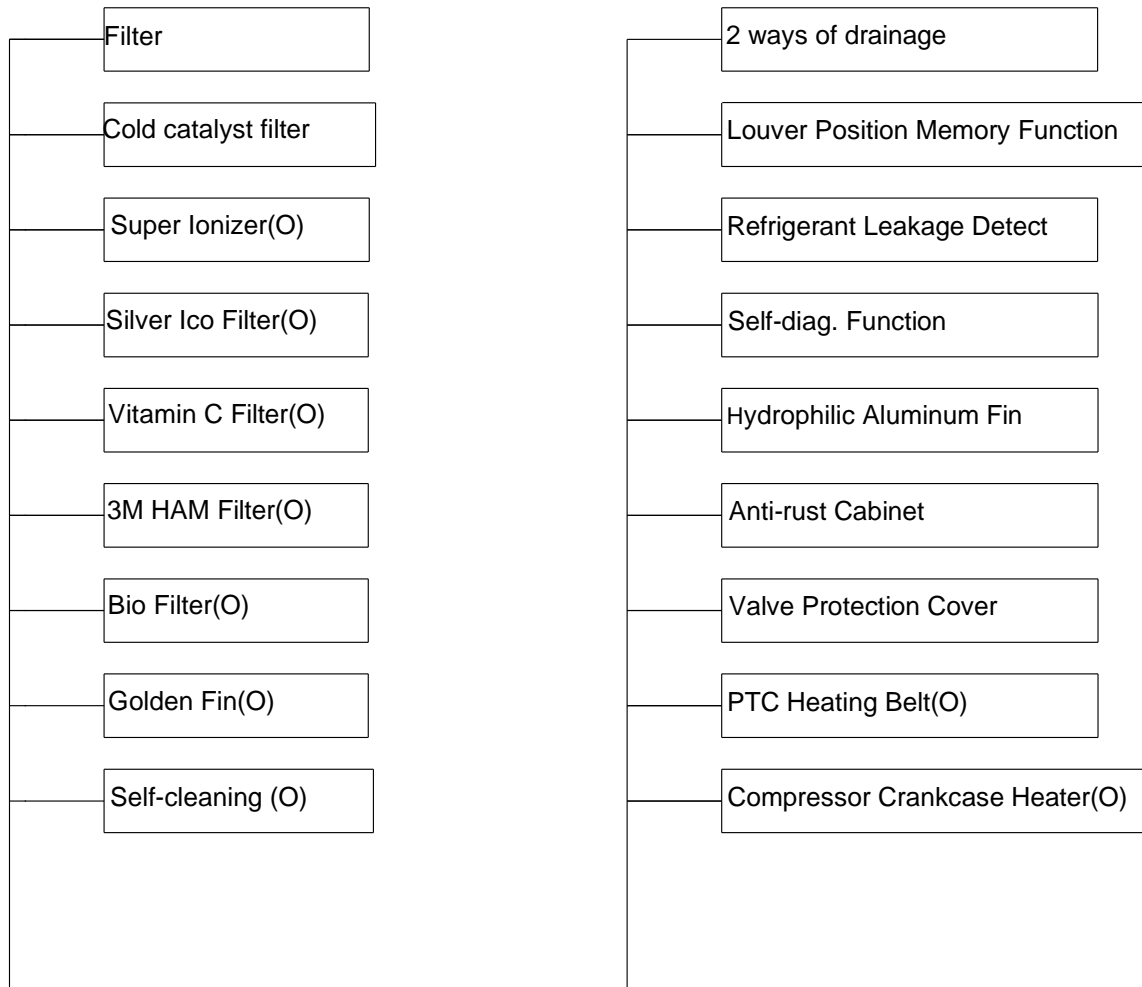 Filter
Cold catalyst filter
Super Ionizer(O)
Silver Ico Filter(O)
Vitamin C Filter(O)
3M HAM Filter(O)
Bio Filter(O)
Golden Fin(O)
Self-cleaning (O)
2 ways of drainage
Louver Position Memory Function
Refrigerant Leakage Detect
Self-diag. Function
Hydrophilic Aluminum Fin
Anti-rust Cabinet
Valve Protection Cover
PTC Heating Belt(O)
Compressor Crankcase Heater(O)